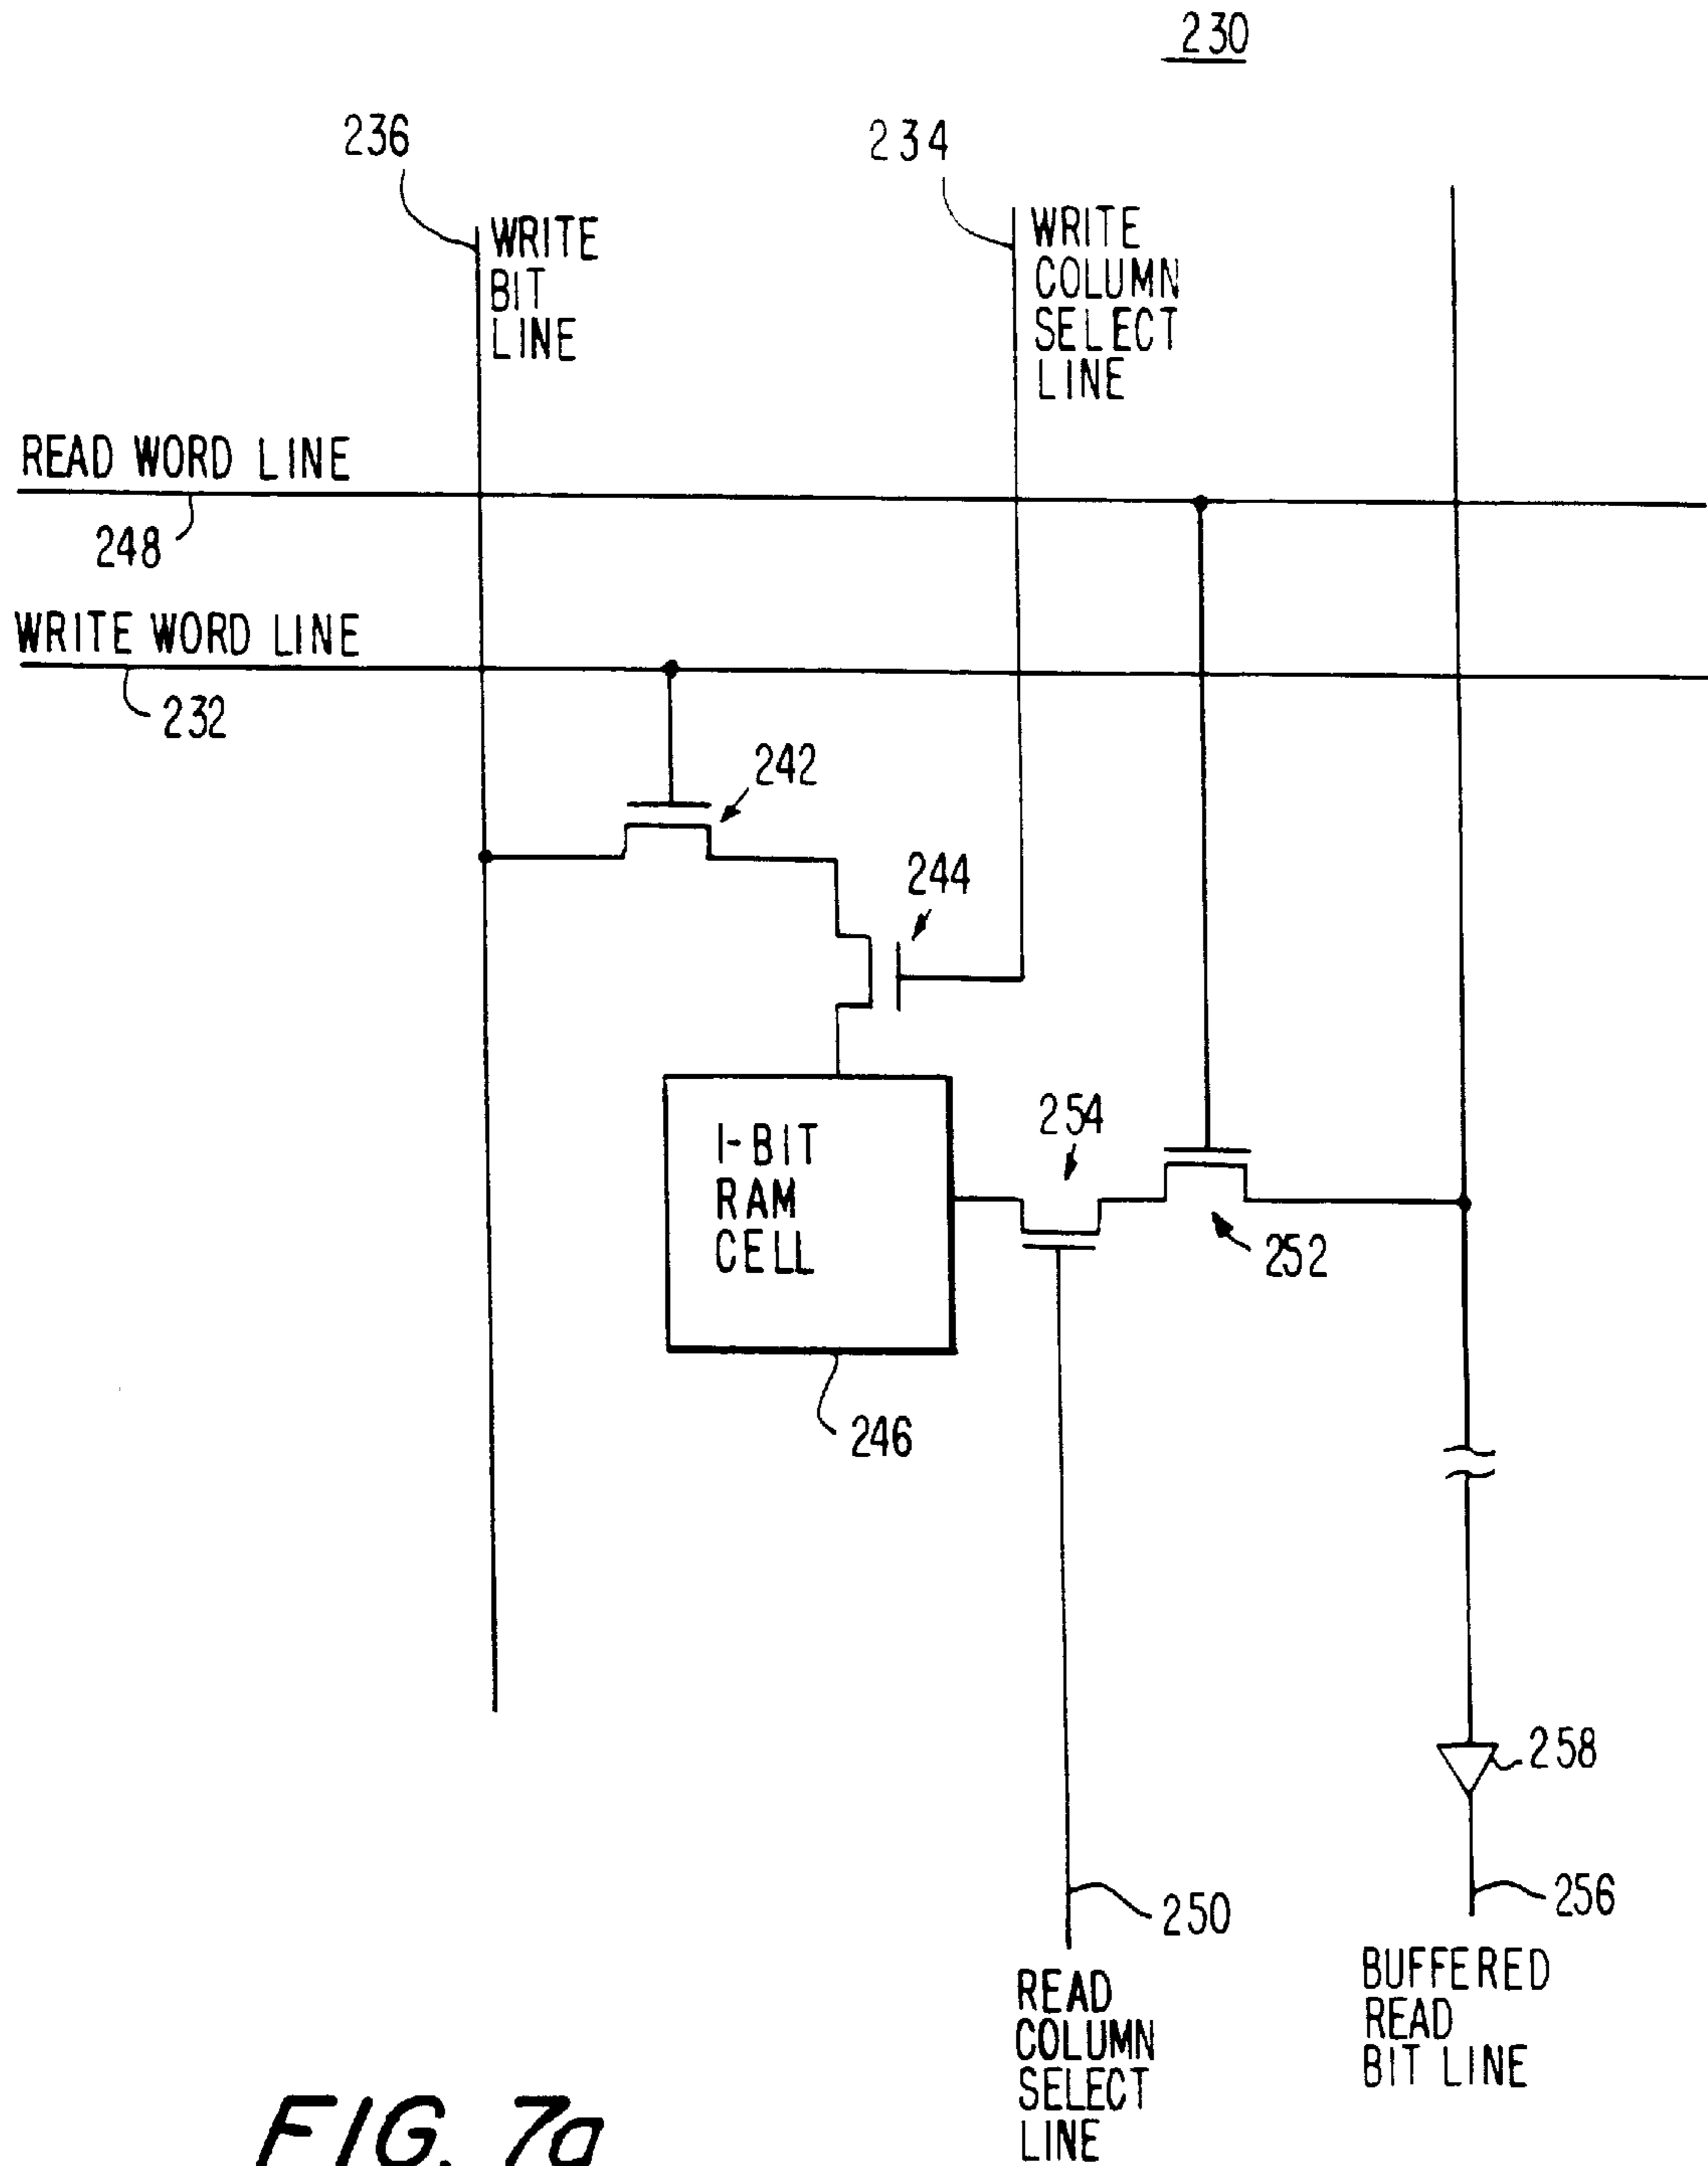 230
236
234
WRITE
BIT
LINE
WRITE
COLUMN
SELECT
LINE
READ WORD LINE
248
WRITE WORD LINE
232
242
244
254
1-BIT
RAM
CELL
252
246
258
256
250
READ
COLUMN
SELECT
LINE
BUFFERED
READ
BIT LINE
FIG. 7a